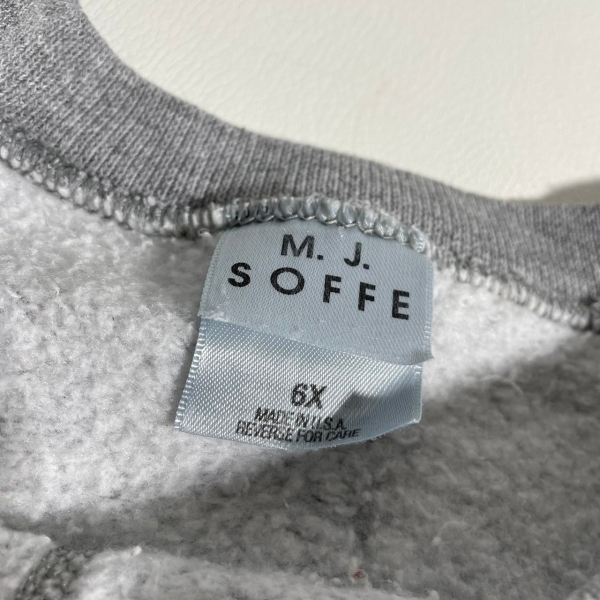 M. J.
SOFFE
6X
MADE IN U.S.A.
REVERSE FOR CARE